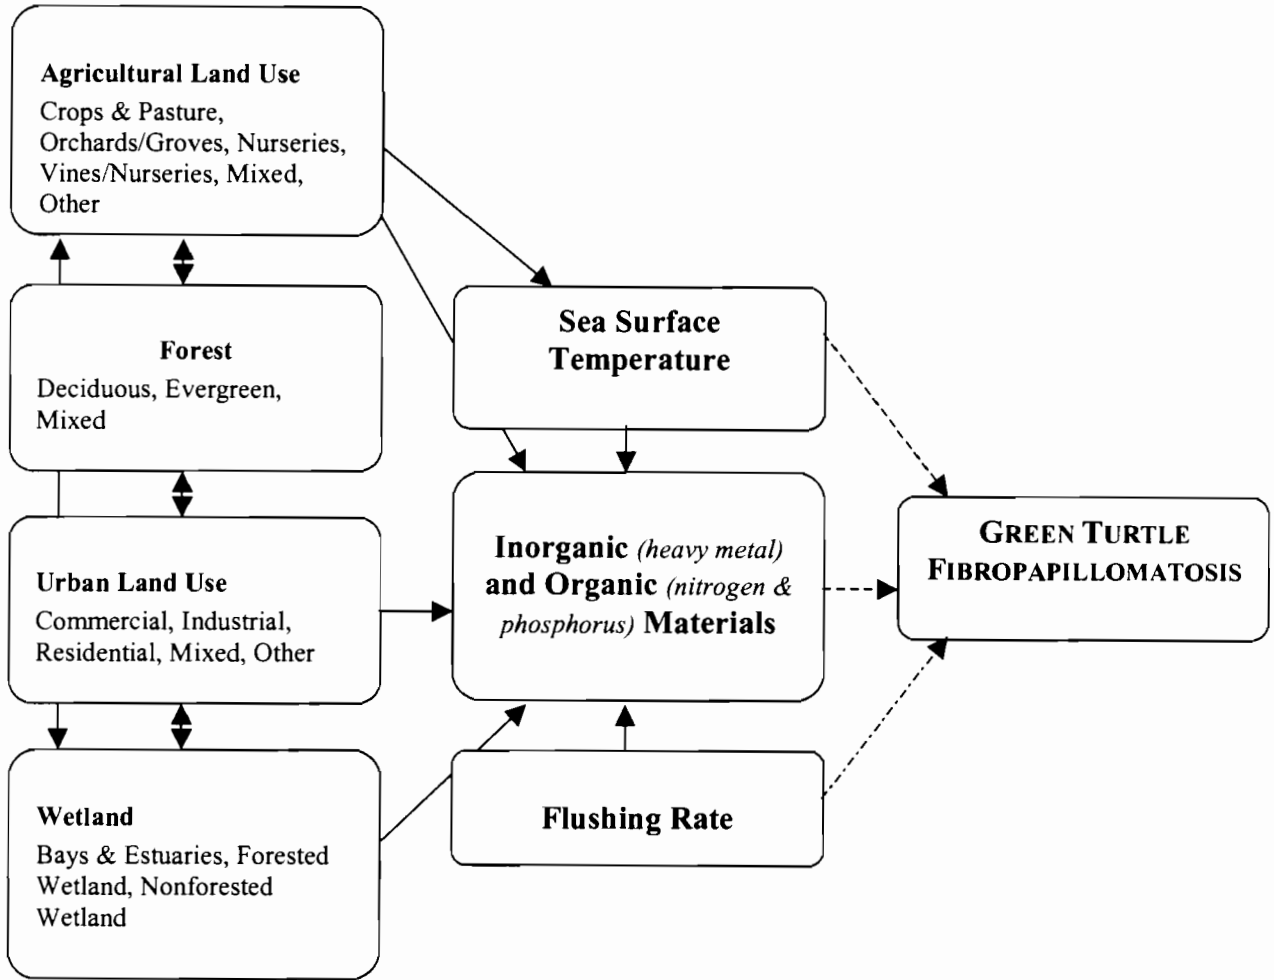 Agricultural Land Use
Crops & Pasture,
Orchards/Groves, Nurseries,
Vines/Nurseries, Mixed,
Other
Forest
Deciduous, Evergreen,
Mixed
Urban Land Use
Commercial, Industrial,
Residential, Mixed, Other
Wetland
Bays & Estuaries, Forested
Wetland, Nonforested
Wetland
Sea Surface
Temperature
Inorganic (heavy metal)
and Organic (nitrogen &
phosphorus) Materials
Flushing Rate
GREEN TURTLE
FIBROPAPILLOMATOSIS